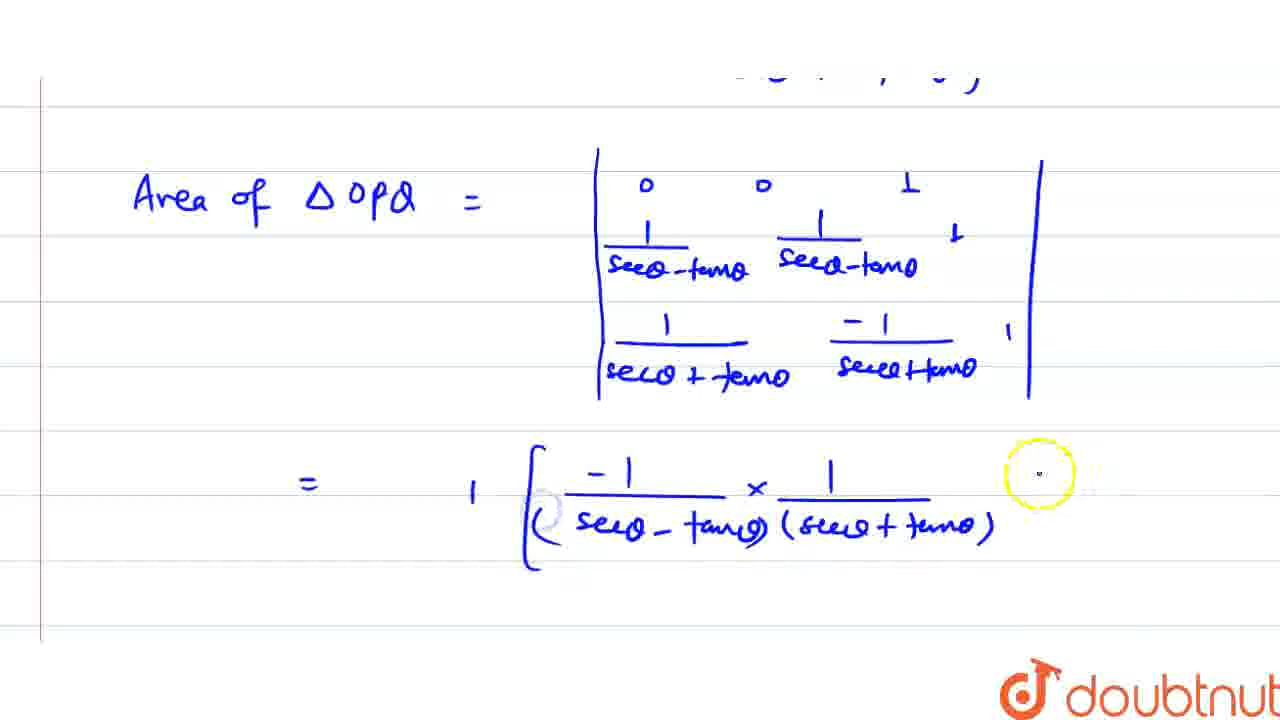 Area of △OPQ =
0 0 1
1 1 1
secθ-tanθ secθ-tanθ
1 -1 1
secθ+tanθ secθ+tanθ
= 1 [ -1 × 1
( secθ-tanθ) (secθ+tanθ)
doubtnut